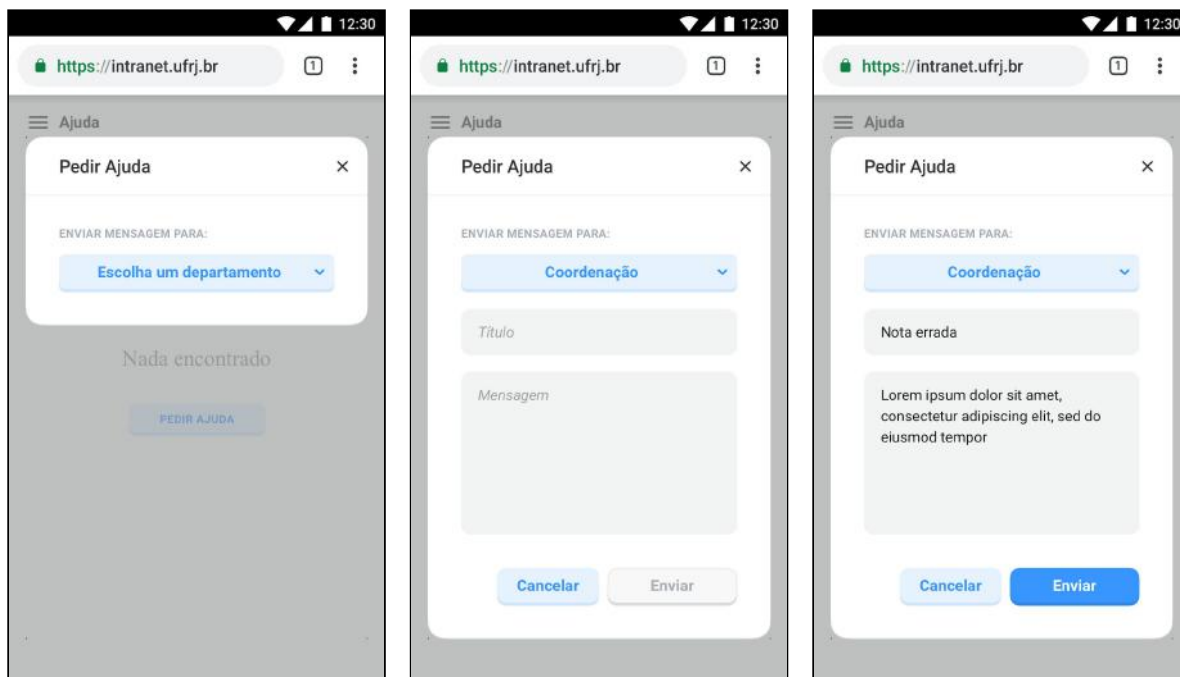 12:30
https://intranet.ufrj.br 1
Ajuda
Pedir Ajuda
ENVIAR MENSAGEM PARA:
Escolha um departamento
Nada encontrado
PEDIR AJUDA
12:30
https://intranet.ufrj.br 1
Ajuda
Pedir Ajuda
ENVIAR MENSAGEM PARA:
Coordenação
Título
Mensagem
Cancelar Enviar
12:30
https://intranet.ufrj.br 1
Ajuda
Pedir Ajuda
ENVIAR MENSAGEM PARA:
Coordenação
Nota errada
Lorem ipsum dolor sit amet,
consectetur adipiscing elit, sed do
eiusmod tempor
Cancelar Enviar